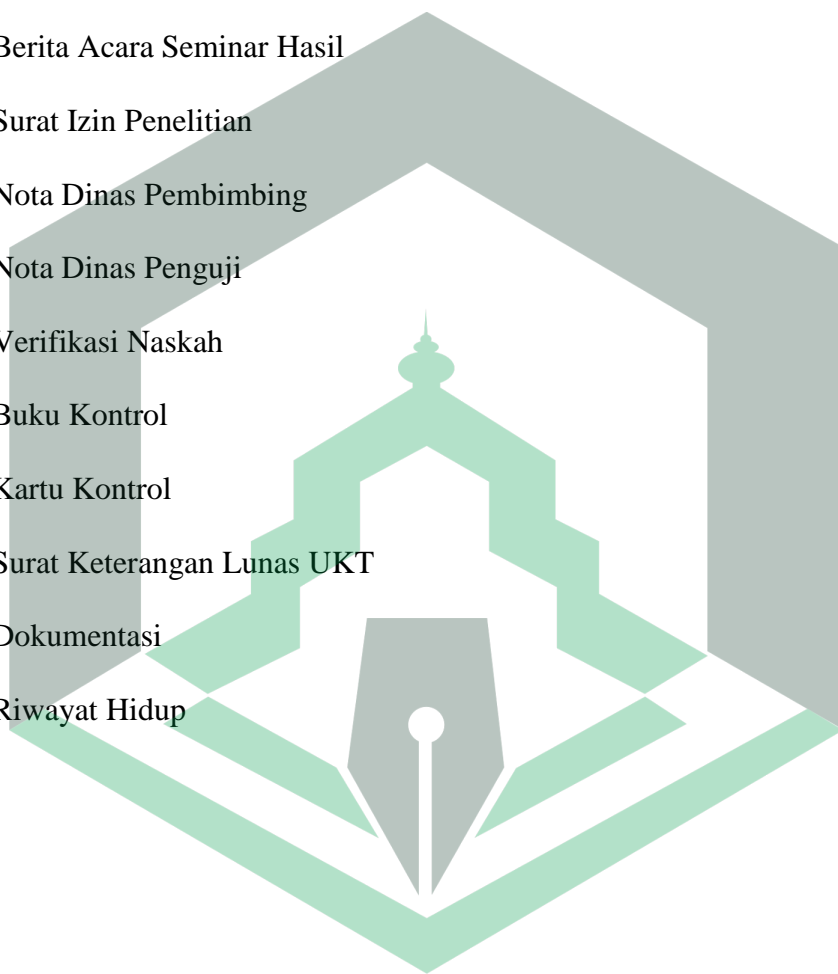 Berita Acara Seminar Hasil
Surat Izin Penelitian
Nota Dinas Pembimbing
Nota Dinas Penguji
Verifikasi Naskah
Buku Kontrol
Kartu Kontrol
Surat Keterangan Lunas UKT
Dokumentasi
Riwayat Hidup